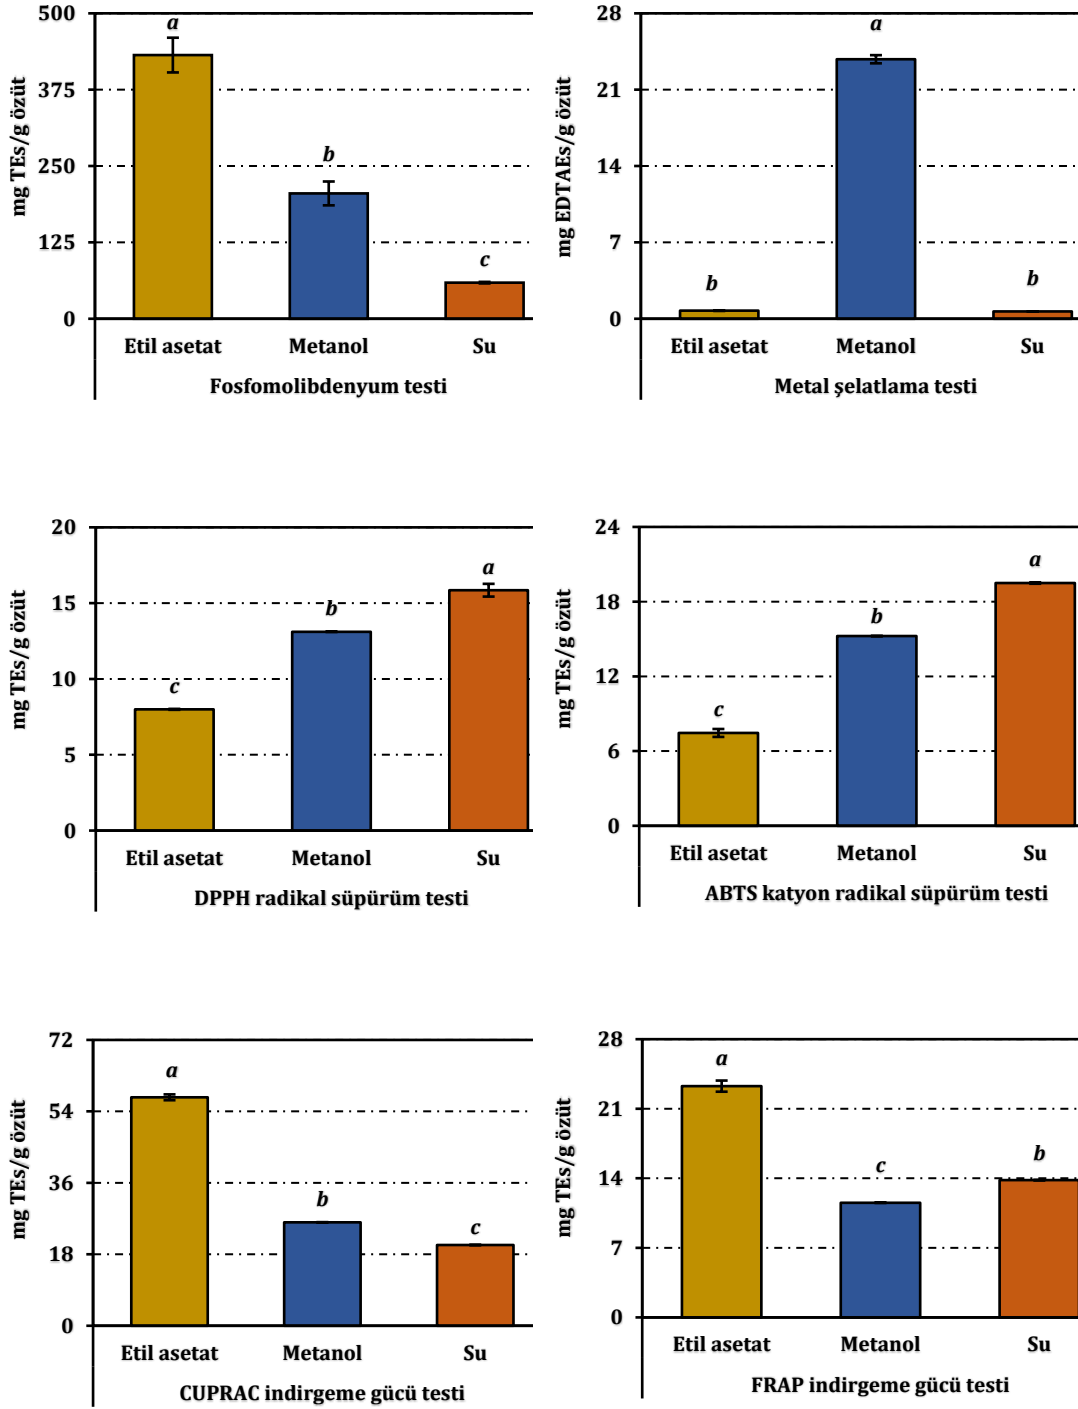 mg TEs/g özüt
500
375
250
125
0
a
b
c
Etil asetat
Metanol
Su
Fosfomolibdenyum testi
mg EDTAEs/g özüt
28
21
14
7
0
b
a
b
Etil asetat
Metanol
Su
Metal şelatlama testi
mg TEs/g özüt
20
15
10
5
0
c
b
a
Etil asetat
Metanol
Su
DPPH radikal süpürüm testi
mg TEs/g özüt
24
18
12
6
0
c
b
a
Etil asetat
Metanol
Su
ABTS katyon radikal süpürüm testi
mg TEs/g özüt
72
54
36
18
0
a
b
c
Etil asetat
Metanol
Su
CUPRAC indirgeme gücü testi
mg TEs/g özüt
28
21
14
7
0
a
c
b
Etil asetat
Metanol
Su
FRAP indirgeme gücü testi